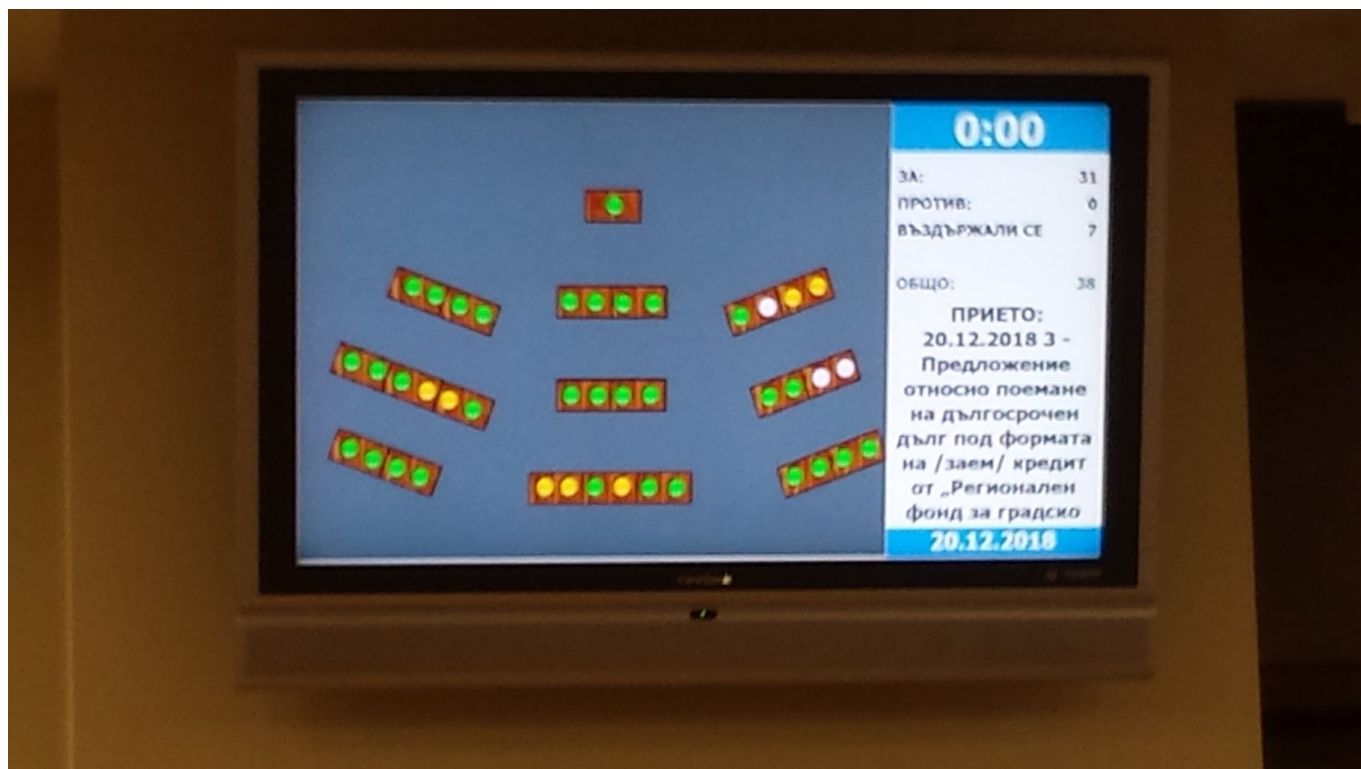 0:00
ЗА: 31
ПРОТИВ: 0
ВЪЗДЪРЖАЛИ СЕ 7
ОБЩО: 38
ПРИЕТО:
20.12.2018 3 -
Предложение
относно поемане
на дългосрочен
дълг под формата
на /заем/ кредит
от „Регионален
фонд за градско
20.12.2018